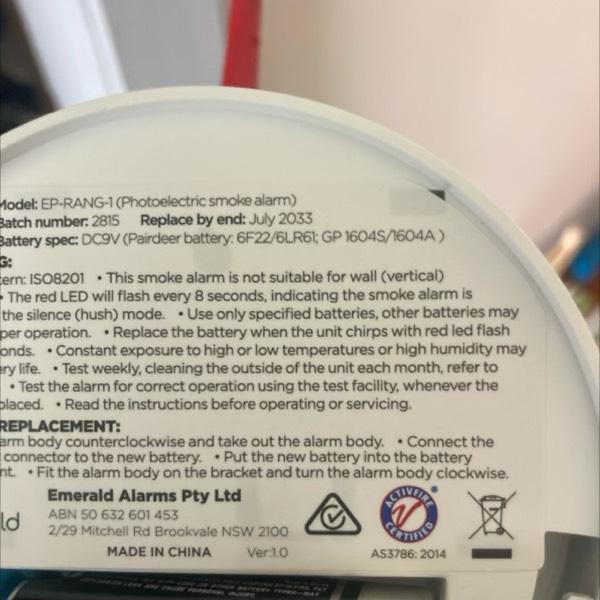 Model: EP-RANG-1 (Photoelectric smoke alarm)
Batch number: 2815 Replace by end: July 2033
Battery spec: DC9V (Pairdeer battery: 6F22/6LR61; GP 1604S/1604A )
G:
tern: ISO8201 • This smoke alarm is not suitable for wall (vertical)
• The red LED will flash every 8 seconds, indicating the smoke alarm is
the silence (hush) mode. • Use only specified batteries, other batteries may
per operation. • Replace the battery when the unit chirps with red led flash
onds. • Constant exposure to high or low temperatures or high humidity may
ery life. • Test weekly, cleaning the outside of the unit each month, refer to
• Test the alarm for correct operation using the test facility, whenever the
placed. • Read the instructions before operating or servicing.
REPLACEMENT:
arm body counterclockwise and take out the alarm body. • Connect the
connector to the new battery. • Put the new battery into the battery
nt. • Fit the alarm body on the bracket and turn the alarm body clockwise.
Emerald Alarms Pty Ltd
ld
ABN 50 632 601 453
2/29 Mitchell Rd Brookvale NSW 2100
MADE IN CHINA Ver:1.0
ACTIVFIRE
CERTIFIED
AS3786: 2014